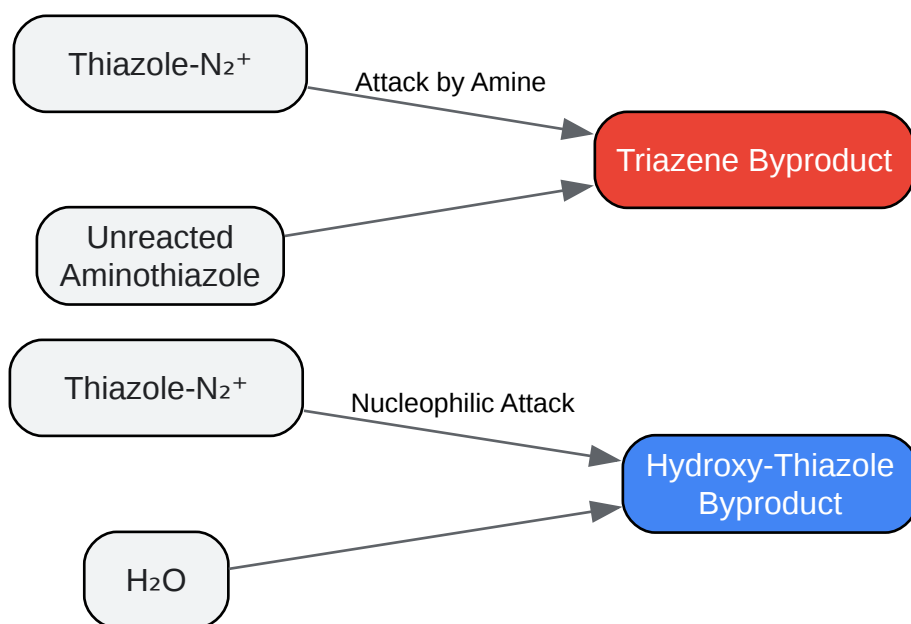 Thiazole-N₂⁺
Attack by Amine
Triazene Byproduct
Unreacted
Aminothiazole
Thiazole-N₂⁺
Nucleophilic Attack
Hydroxy-Thiazole
Byproduct
H₂O